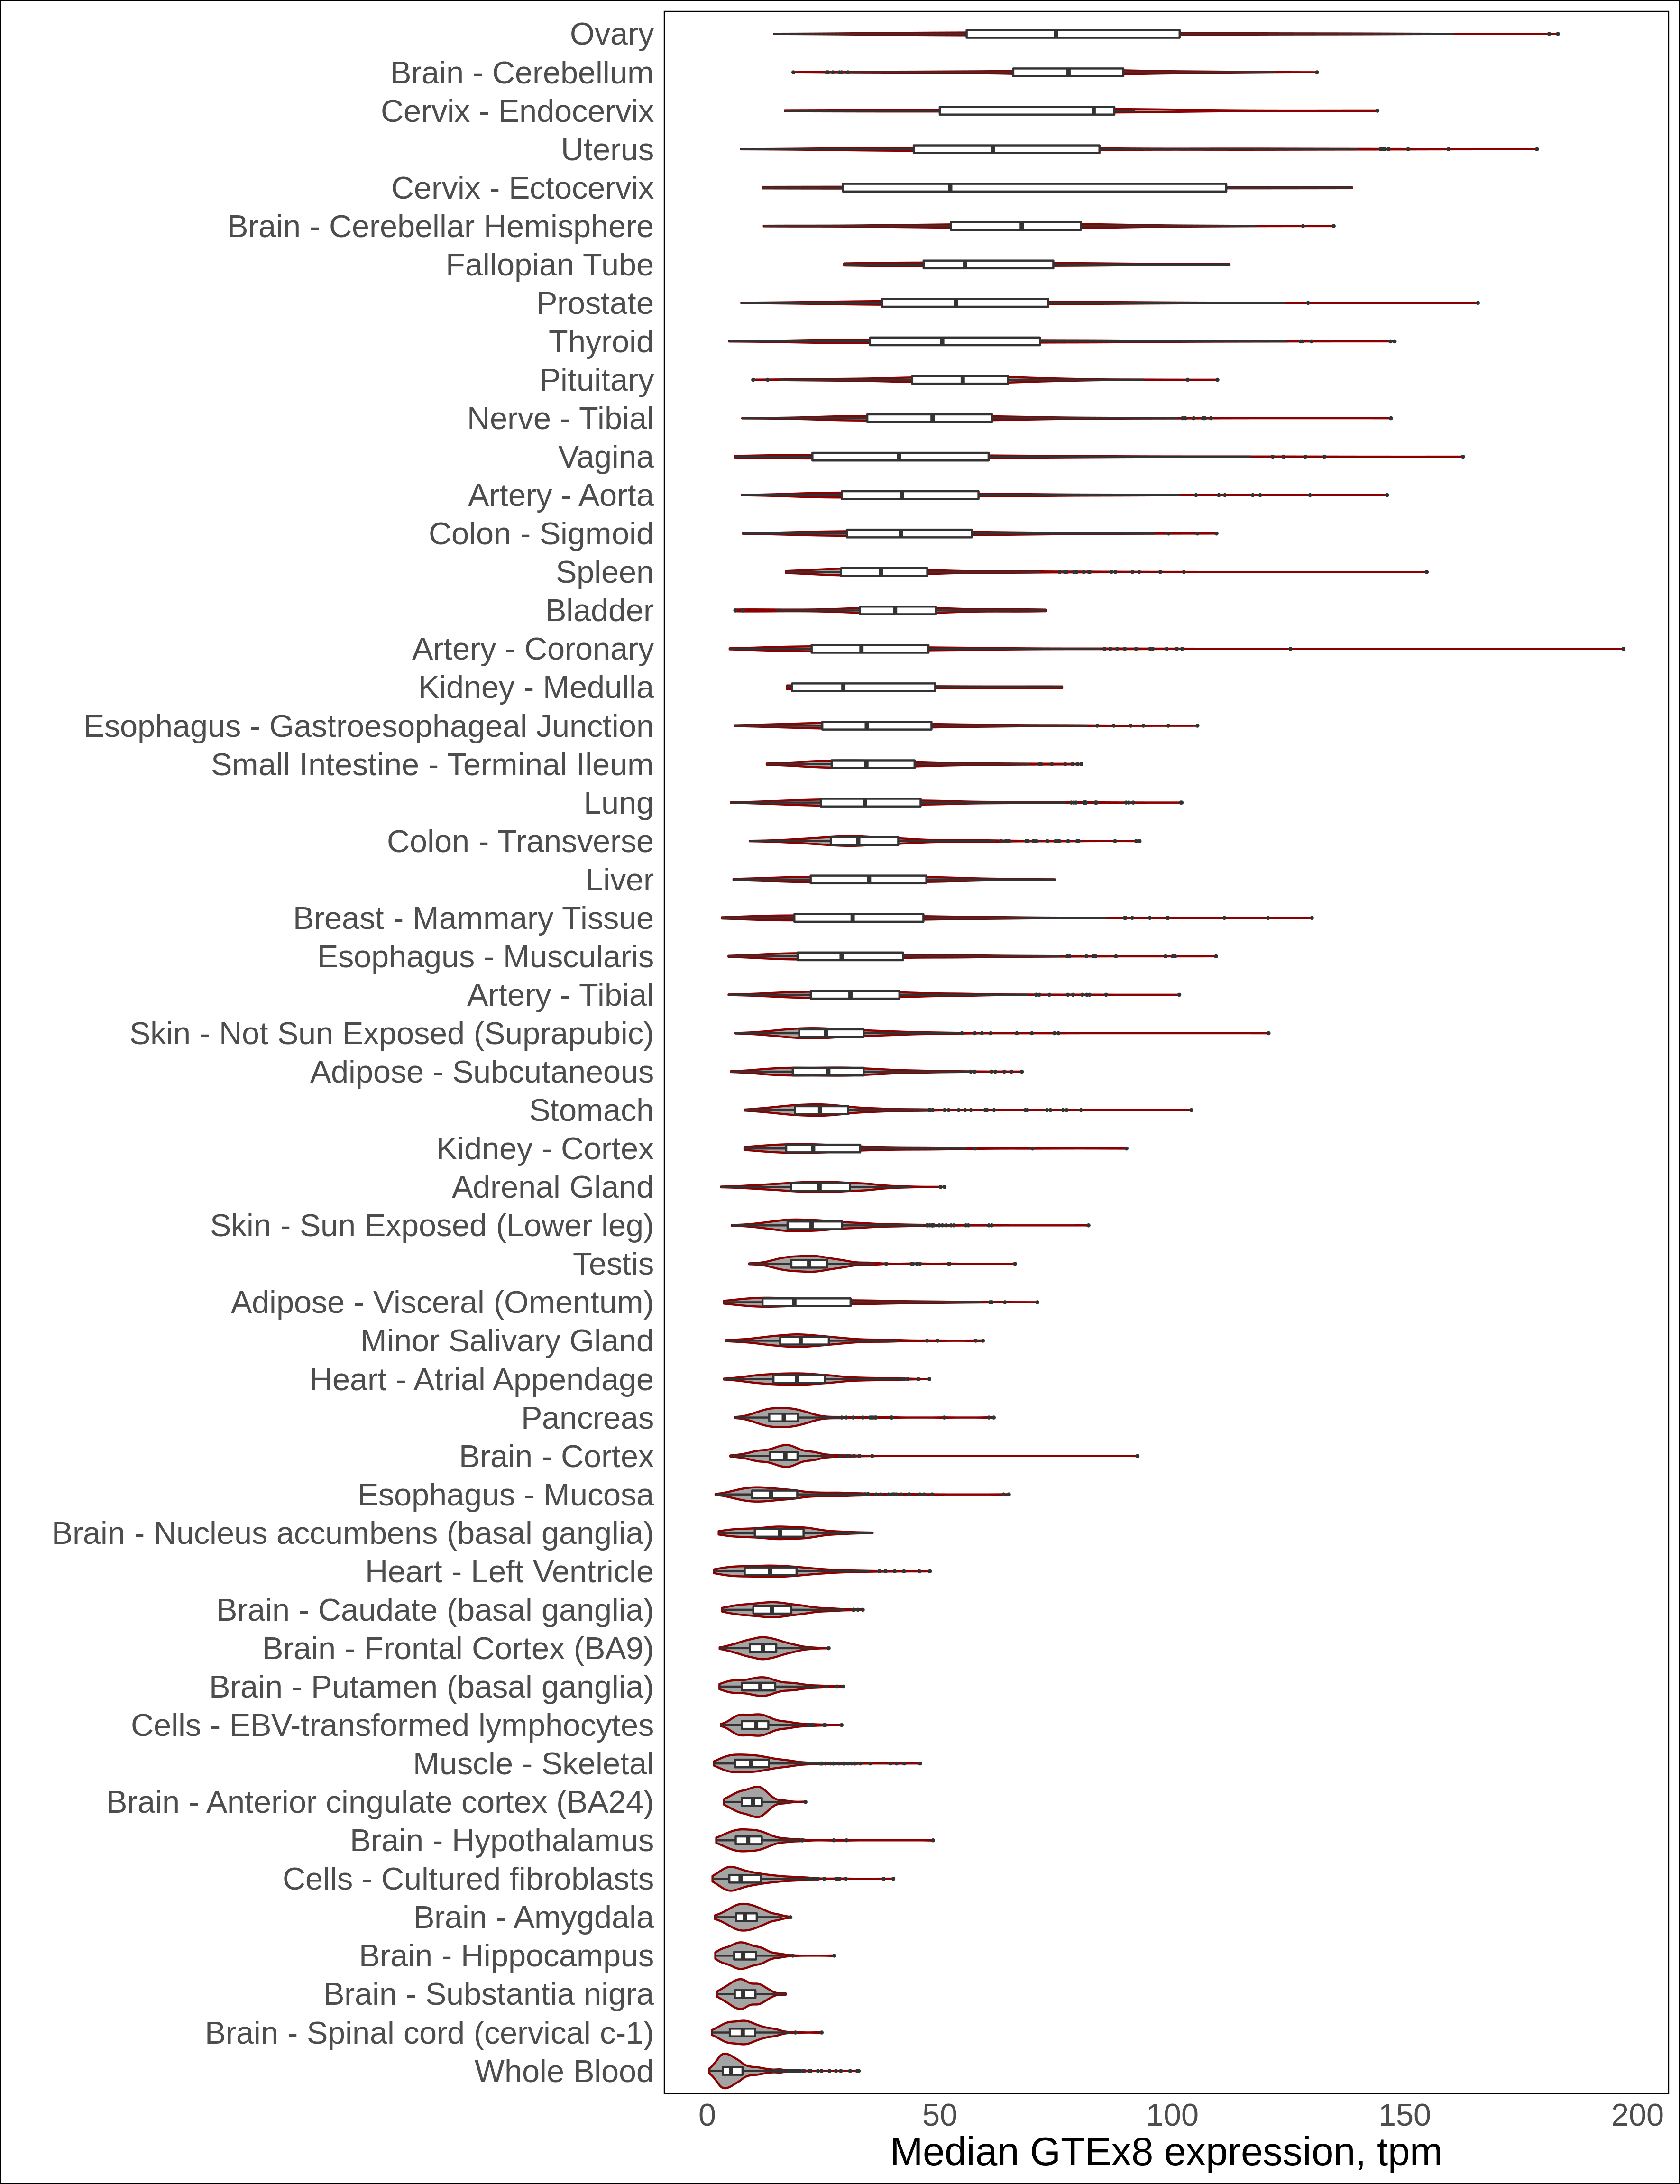 Ovary
Brain - Cerebellum
Cervix - Endocervix
Uterus
Cervix - Ectocervix
Brain - Cerebellar Hemisphere
Fallopian Tube
Prostate
Thyroid
Pituitary
Nerve - Tibial
Vagina
Artery - Aorta
Colon - Sigmoid
Spleen
Bladder
Artery - Coronary
Kidney - Medulla
Esophagus - Gastroesophageal Junction
Small Intestine - Terminal Ileum
Lung
Colon - Transverse
Liver
Breast - Mammary Tissue
Esophagus - Muscularis
Artery - Tibial
Skin - Not Sun Exposed (Suprapubic)
Adipose - Subcutaneous
Stomach
Kidney - Cortex
Adrenal Gland
Skin - Sun Exposed (Lower leg)
Testis
Adipose - Visceral (Omentum)
Minor Salivary Gland
Heart - Atrial Appendage
Pancreas
Brain - Cortex
Esophagus - Mucosa
Brain - Nucleus accumbens (basal ganglia)
Heart - Left Ventricle
Brain - Caudate (basal ganglia)
Brain - Frontal Cortex (BA9)
Brain - Putamen (basal ganglia)
Cells - EBV-transformed lymphocytes
Muscle - Skeletal
Brain - Anterior cingulate cortex (BA24)
Brain - Hypothalamus
Cells - Cultured fibroblasts
Brain - Amygdala
Brain - Hippocampus
Brain - Substantia nigra
Brain - Spinal cord (cervical c-1)
Whole Blood
0 50 100 150 200
Median GTEx8 expression, tpm